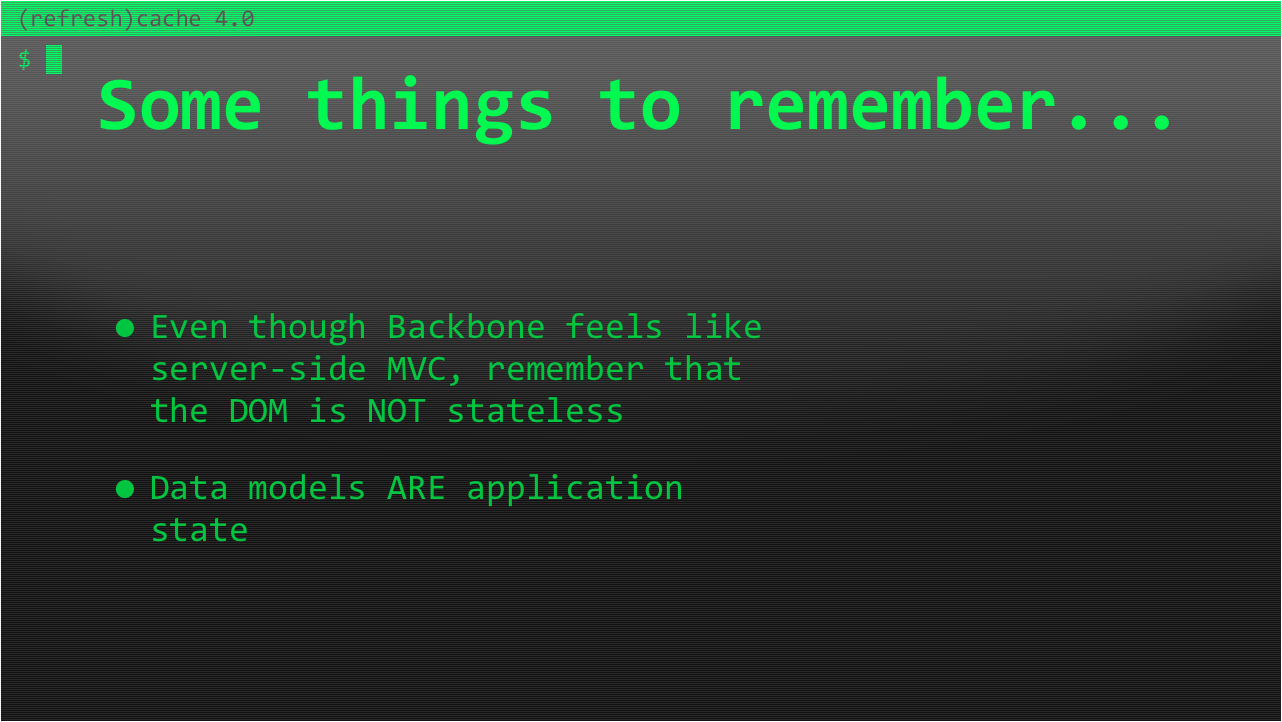 (refresh)cache 4.0
$
Some things to remember...
● Even though Backbone feels like
server-side MVC, remember that
the DOM is NOT stateless
● Data models ARE application
state